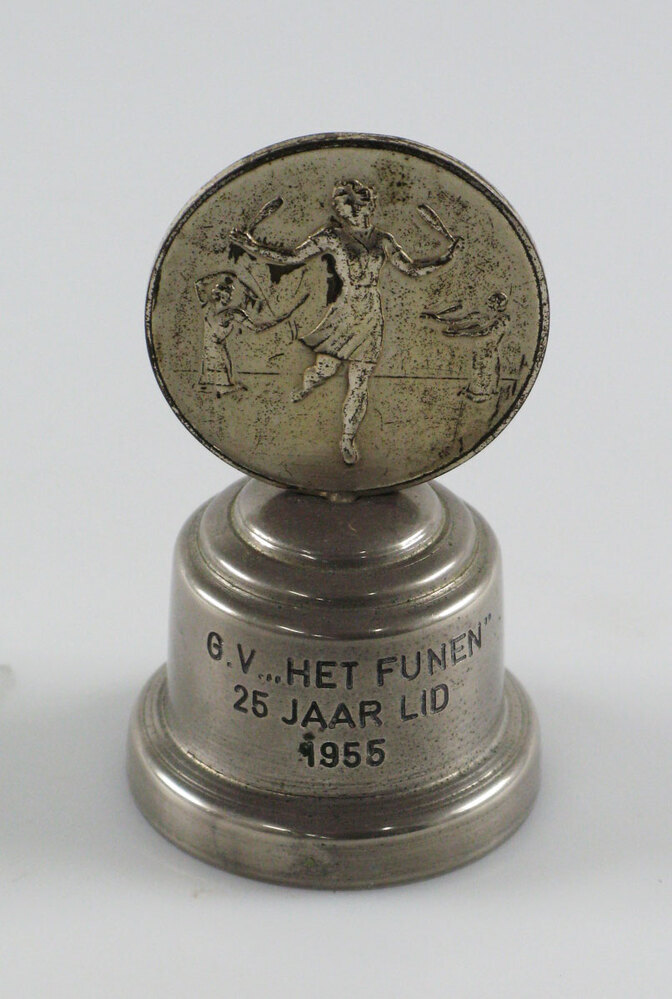 G.V. „HET FUNEN"
25 JAAR LID
1955